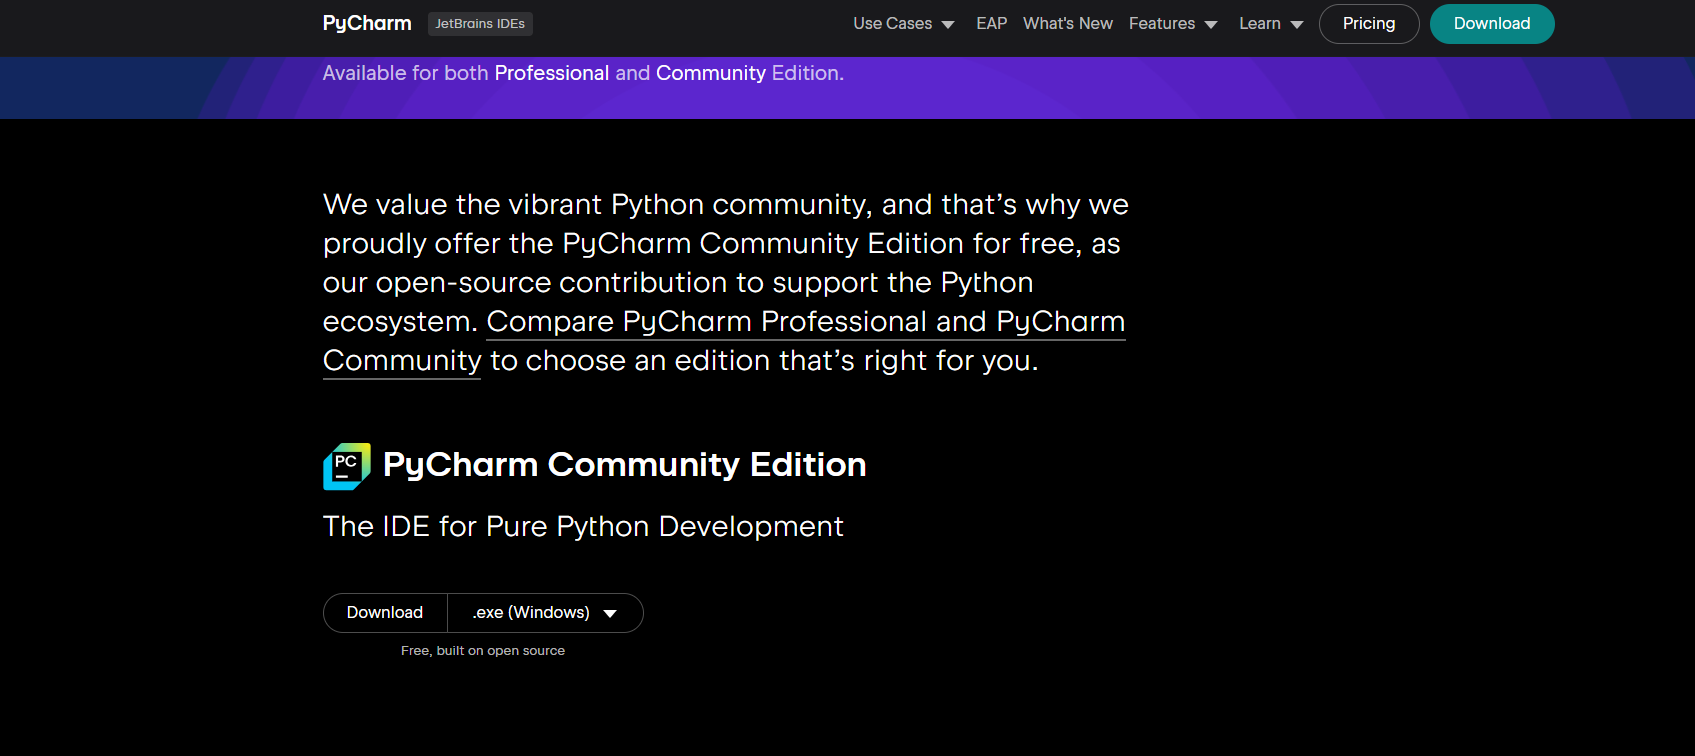 PyCharm JetBrains IDEs Use Cases EAP What's New Features Learn Pricing Download
Available for both Professional and Community Edition.
We value the vibrant Python community, and that’s why we
proudly offer the PyCharm Community Edition for free, as
our open-source contribution to support the Python
ecosystem. Compare PyCharm Professional and PyCharm
Community to choose an edition that’s right for you.
PC PyCharm Community Edition
The IDE for Pure Python Development
Download .exe (Windows)
Free, built on open source